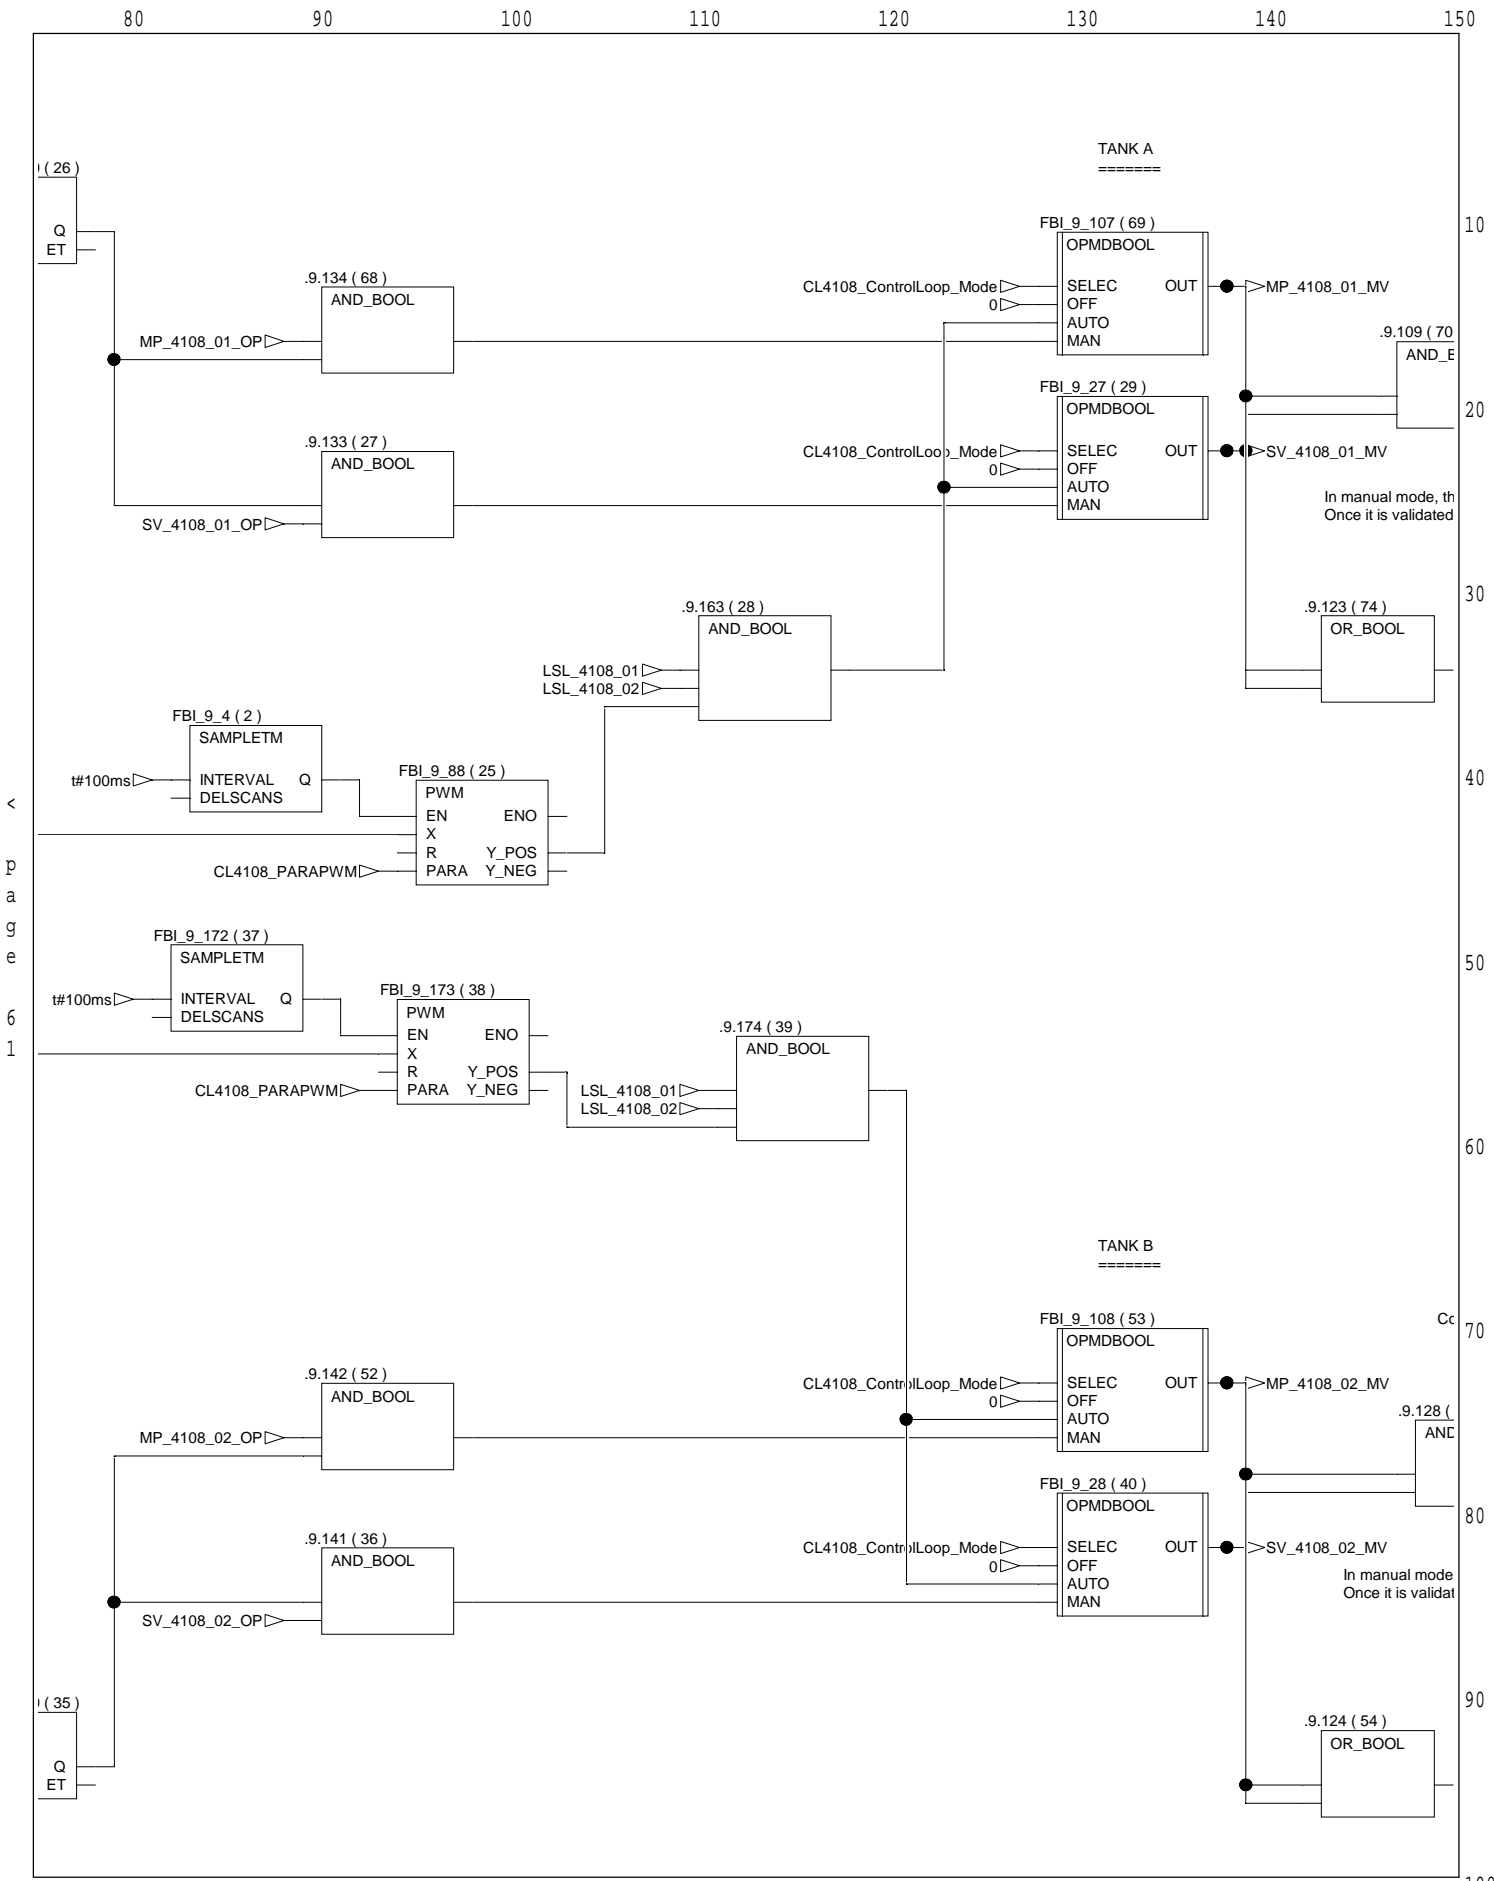 80 90 100 110 120 130 140 150
TANK A
=======
( 26 )
Q
ET
10
FBI_9_107 ( 69 )
OPMDBOOL
CL4108_ControlLoop_Mode SELEC OUT MP_4108_01_MV
0 OFF
AUTO
MAN
.9.134 ( 68 )
AND_BOOL
MP_4108_01_OP
.9.109 ( 70
AND_B
20
FBI_9_27 ( 29 )
OPMDBOOL
CL4108_ControlLoop_Mode SELEC OUT SV_4108_01_MV
0 OFF
AUTO
MAN
.9.133 ( 27 )
AND_BOOL
SV_4108_01_OP
In manual mode, th
Once it is validated
30
.9.163 ( 28 )
AND_BOOL
LSL_4108_01
LSL_4108_02
.9.123 ( 74 )
OR_BOOL
FBI_9_4 ( 2 )
SAMPLETM
t#100ms INTERVAL Q
DELSCANS
40
FBI_9_88 ( 25 )
PWM
EN ENO
X
R Y_POS
CL4108_PARAPWM PARA Y_NEG
< page 61
FBI_9_172 ( 37 )
SAMPLETM
t#100ms INTERVAL Q
DELSCANS
50
FBI_9_173 ( 38 )
PWM
EN ENO
X
R Y_POS
CL4108_PARAPWM PARA Y_NEG
.9.174 ( 39 )
AND_BOOL
LSL_4108_01
LSL_4108_02
60
TANK B
=======
70
FBI_9_108 ( 53 )
OPMDBOOL
CL4108_ControlLoop_Mode SELEC OUT MP_4108_02_MV
0 OFF
AUTO
MAN
.9.142 ( 52 )
AND_BOOL
MP_4108_02_OP
.9.128 (
AND
80
FBI_9_28 ( 40 )
OPMDBOOL
CL4108_ControlLoop_Mode SELEC OUT SV_4108_02_MV
0 OFF
AUTO
MAN
.9.141 ( 36 )
AND_BOOL
SV_4108_02_OP
In manual mode
Once it is validat
90
( 35 )
Q
ET
.9.124 ( 54 )
OR_BOOL